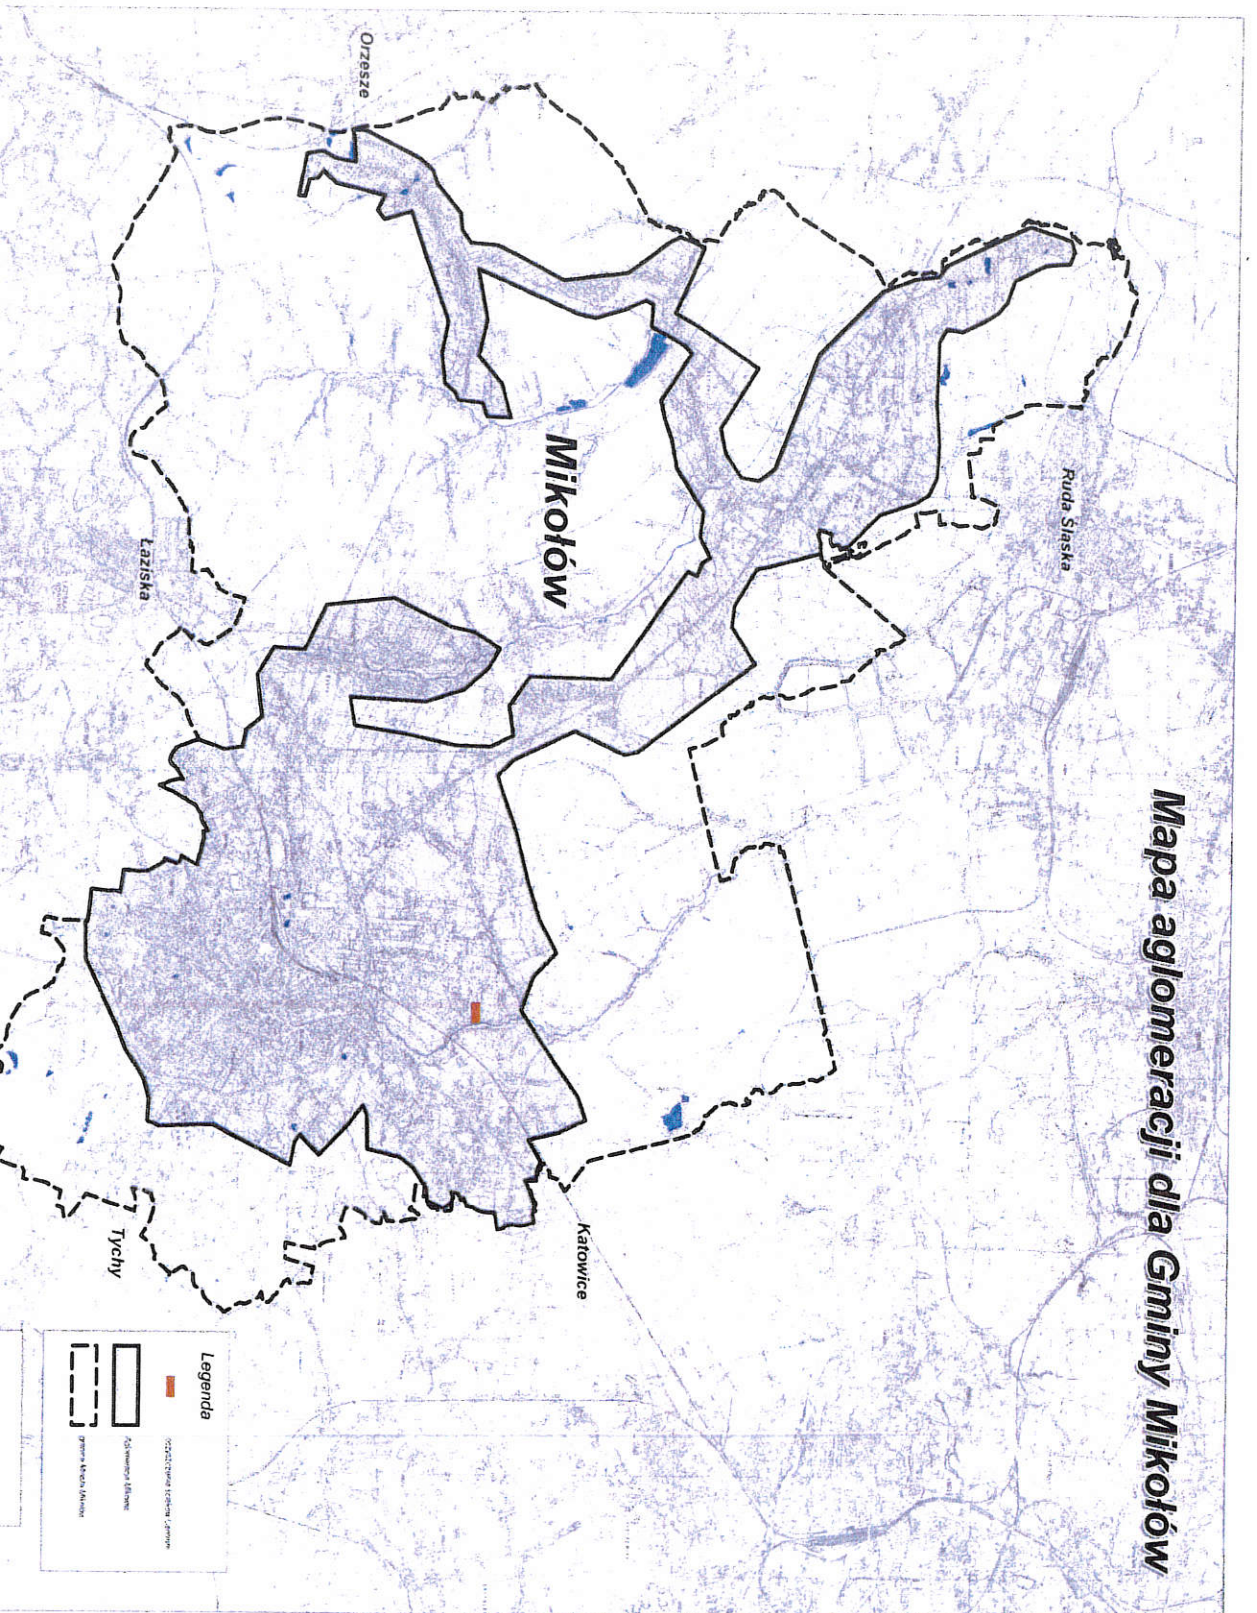 Mapa aglomeracji dla Gminy Mikołów
Ruda Śląska
Orzesze
Mikołów
Katowice
Łaziska
Tychy
Legenda